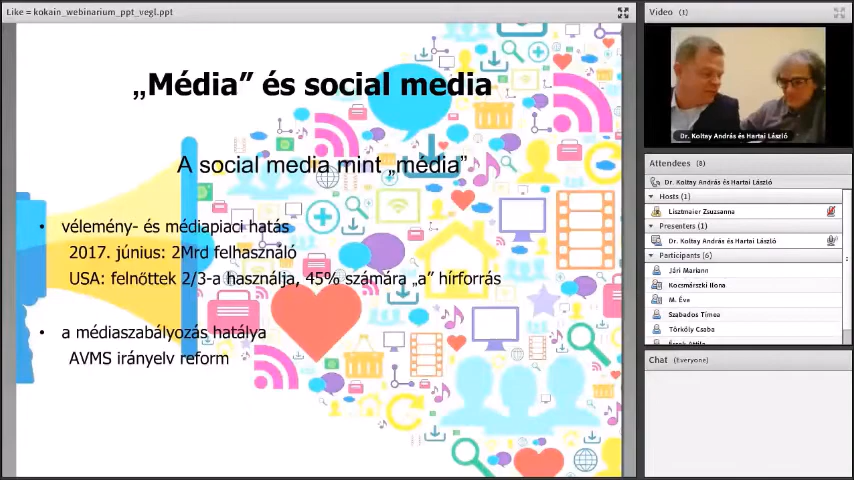 Like = kokain_webinarium_ppt_vegl.ppt
„Média” és social media
A social media mint „média”
• vélemény- és médiapiaci hatás
2017. június: 2Mrd felhasználó
USA: felnőttek 2/3-a használja, 45% számára „a” hírforrás
• a médiaszabályozás hatálya
AVMS irányelv reform
Video (1)
Dr. Koltay András és Hartai László
Attendees (8)
Dr. Koltay András és Hartai László
Hosts (1)
Lisztmaier Zsuzsanna
Presenters (1)
Dr. Koltay András és Hartai László
Participants (6)
Jári Mariann
Kocmárszki Ilona
M. Éva
Szabados Tímea
Törköly Csaba
Chat (Everyone)